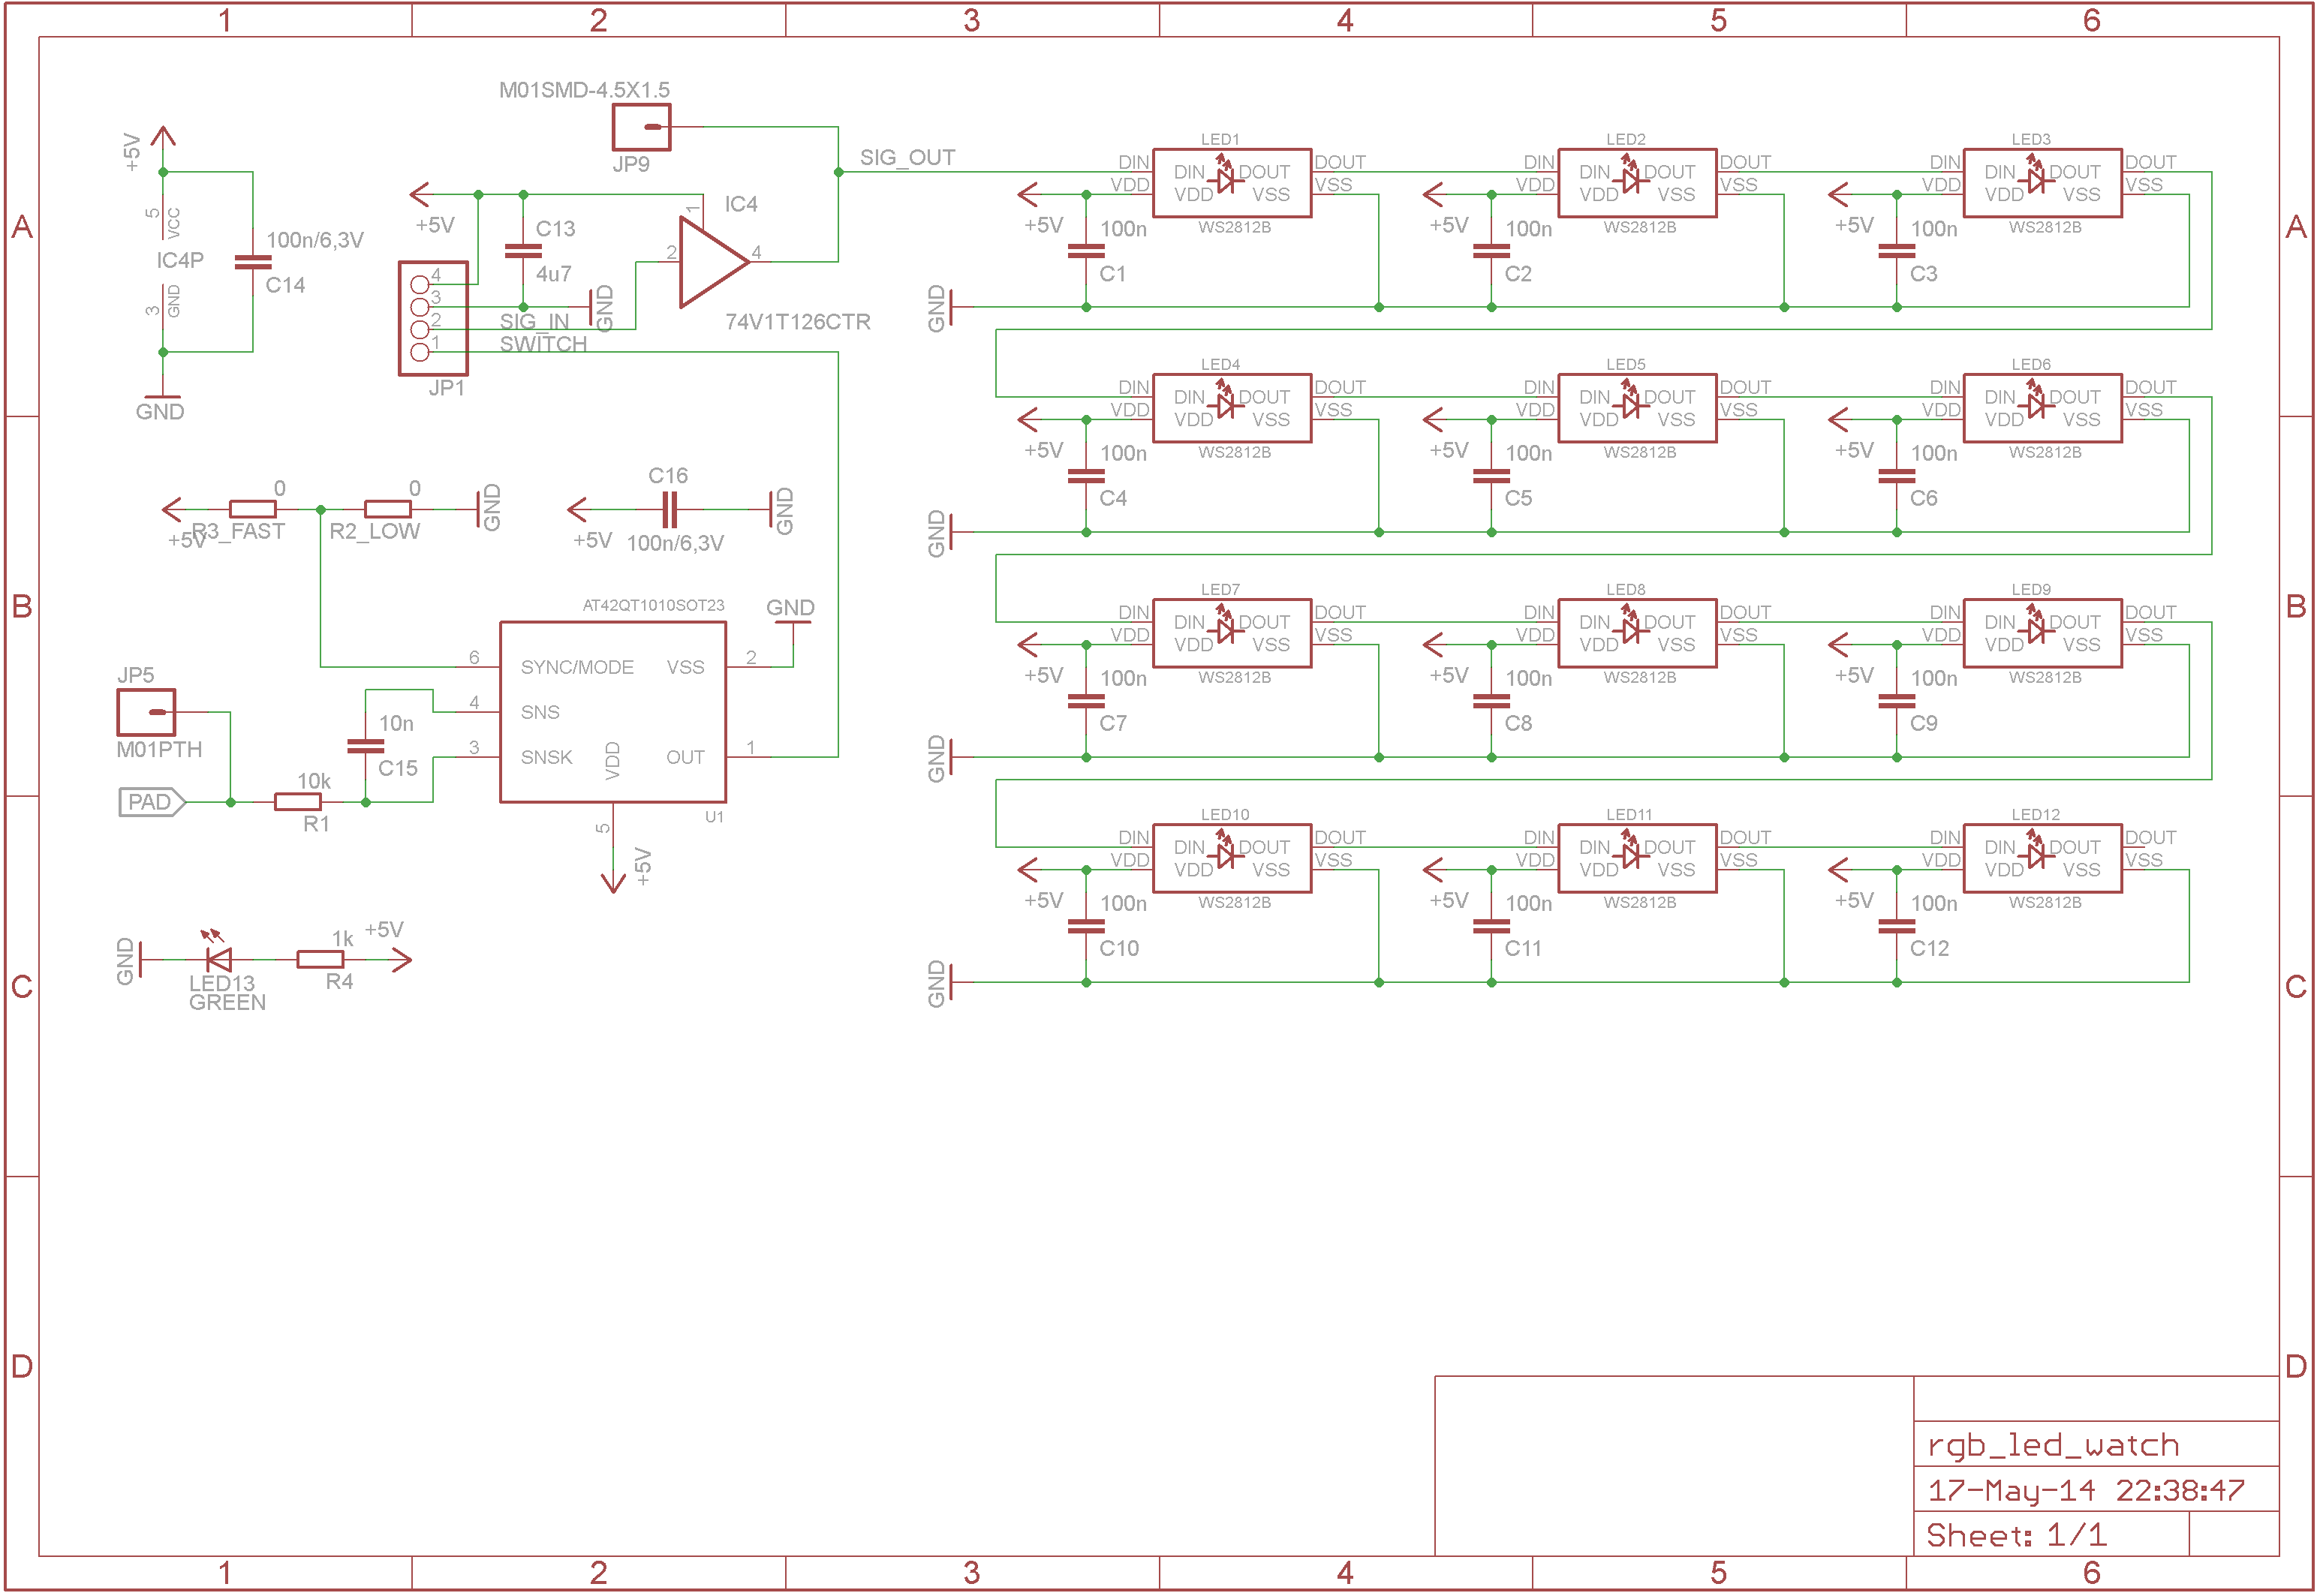 1 2 3 4 5 6
A A
B B
C C
D D
1 2 3 4 5 6
+5V
5
VCC
IC4P
3
GND
100n/6,3V
C14
GND
M01SMD-4.5X1.5
JP9
+5V
C13
4u7
1
IC4
2
4
74V1T126CTR
GND
4
3
2
1
SIG_IN
SWITCH
JP1
SIG_OUT
0
R3_FAST
+5V
0
R2_LOW
GND
C16
+5V
100n/6,3V
GND
AT42QT1010SOT23
GND
6
SYNC/MODE
VSS
2
4
SNS
3
SNSK
VDD
OUT
1
5
U1
+5V
JP5
M01PTH
PAD
10k
R1
10n
C15
GND
LED13
GREEN
1k
R4
+5V
LED1
DIN DIN DOUT DOUT
VDD VDD VSS VSS
WS2812B
+5V
100n
C1
LED2
DIN DIN DOUT DOUT
VDD VDD VSS VSS
WS2812B
+5V
100n
C2
LED3
DIN DIN DOUT DOUT
VDD VDD VSS VSS
WS2812B
+5V
100n
C3
GND
LED4
DIN DIN DOUT DOUT
VDD VDD VSS VSS
WS2812B
+5V
100n
C4
LED5
DIN DIN DOUT DOUT
VDD VDD VSS VSS
WS2812B
+5V
100n
C5
LED6
DIN DIN DOUT DOUT
VDD VDD VSS VSS
WS2812B
+5V
100n
C6
GND
LED7
DIN DIN DOUT DOUT
VDD VDD VSS VSS
WS2812B
+5V
100n
C7
LED8
DIN DIN DOUT DOUT
VDD VDD VSS VSS
WS2812B
+5V
100n
C8
LED9
DIN DIN DOUT DOUT
VDD VDD VSS VSS
WS2812B
+5V
100n
C9
GND
LED10
DIN DIN DOUT DOUT
VDD VDD VSS VSS
WS2812B
+5V
100n
C10
LED11
DIN DIN DOUT DOUT
VDD VDD VSS VSS
WS2812B
+5V
100n
C11
LED12
DIN DIN DOUT DOUT
VDD VDD VSS VSS
WS2812B
+5V
100n
C12
GND
rgb_led_watch
17-May-14 22:38:47
Sheet: 1/1